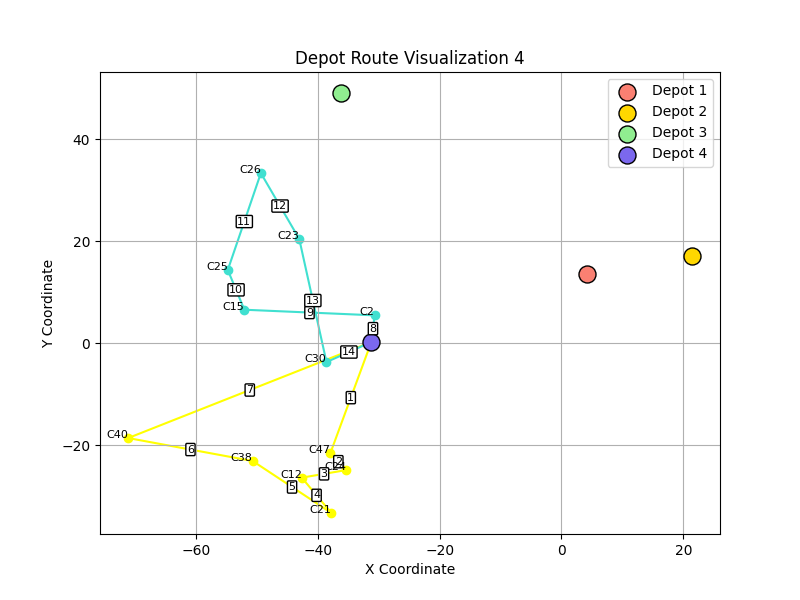 Depot Route Visualization 4
Depot 1
Depot 2
Depot 3
Depot 4
Y Coordinate
40
20
0
−20
C26
12
11
C23
C25
10
13
C15
9
C2
8
14
C30
7
1
C40
6
C47
2
C38
C24
3
C12
5
4
C21
−60
−40
−20
0
20
X Coordinate